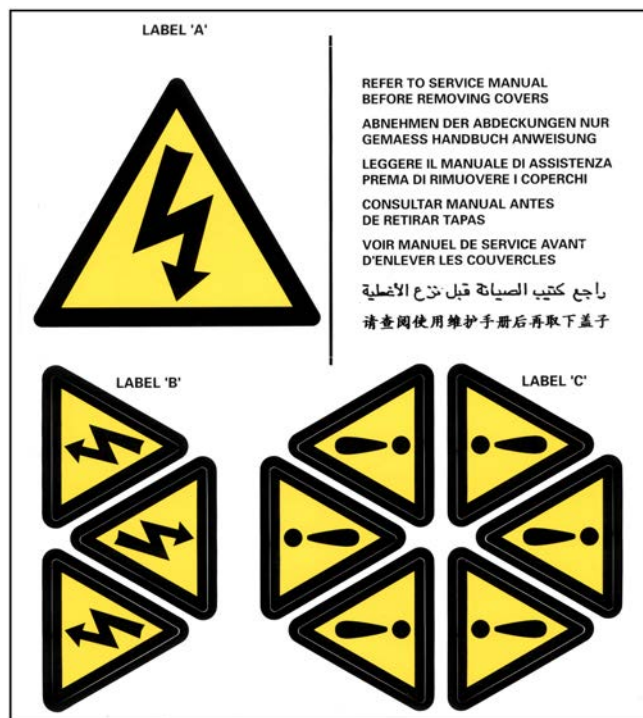 LABEL 'A'
REFER TO SERVICE MANUAL
BEFORE REMOVING COVERS
ABNEHMEN DER ABDECKUNGEN NUR
GEMAESS HANDBUCH ANWEISUNG
LEGGERE IL MANUALE DI ASSISTENZA
PREMA DI RIMUOVERE I COPERCHI
CONSULTAR MANUAL ANTES
DE RETIRAR TAPAS
VOIR MANUEL DE SERVICE AVANT
D'ENLEVER LES COUVERCLES
راجع كتيب الصيانة قبل نزع الأغطية
请查阅使用维护手册后再取下盖子
LABEL 'B'
LABEL 'C'